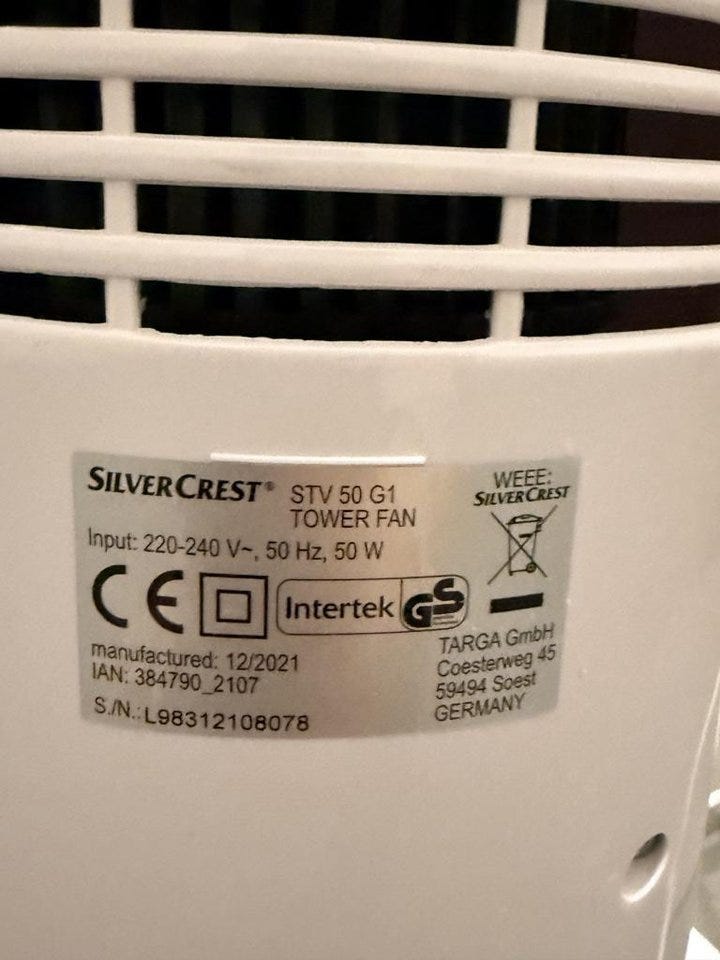 SILVERCREST® STV 50 G1
TOWER FAN
Input: 220-240 V~, 50 Hz, 50 W
CE Intertek GS
manufactured: 12/2021
IAN: 384790_2107
S./N.: L98312108078
WEEE:
SILVERCREST
TARGA GmbH
Coesterweg 45
59494 Soest
GERMANY